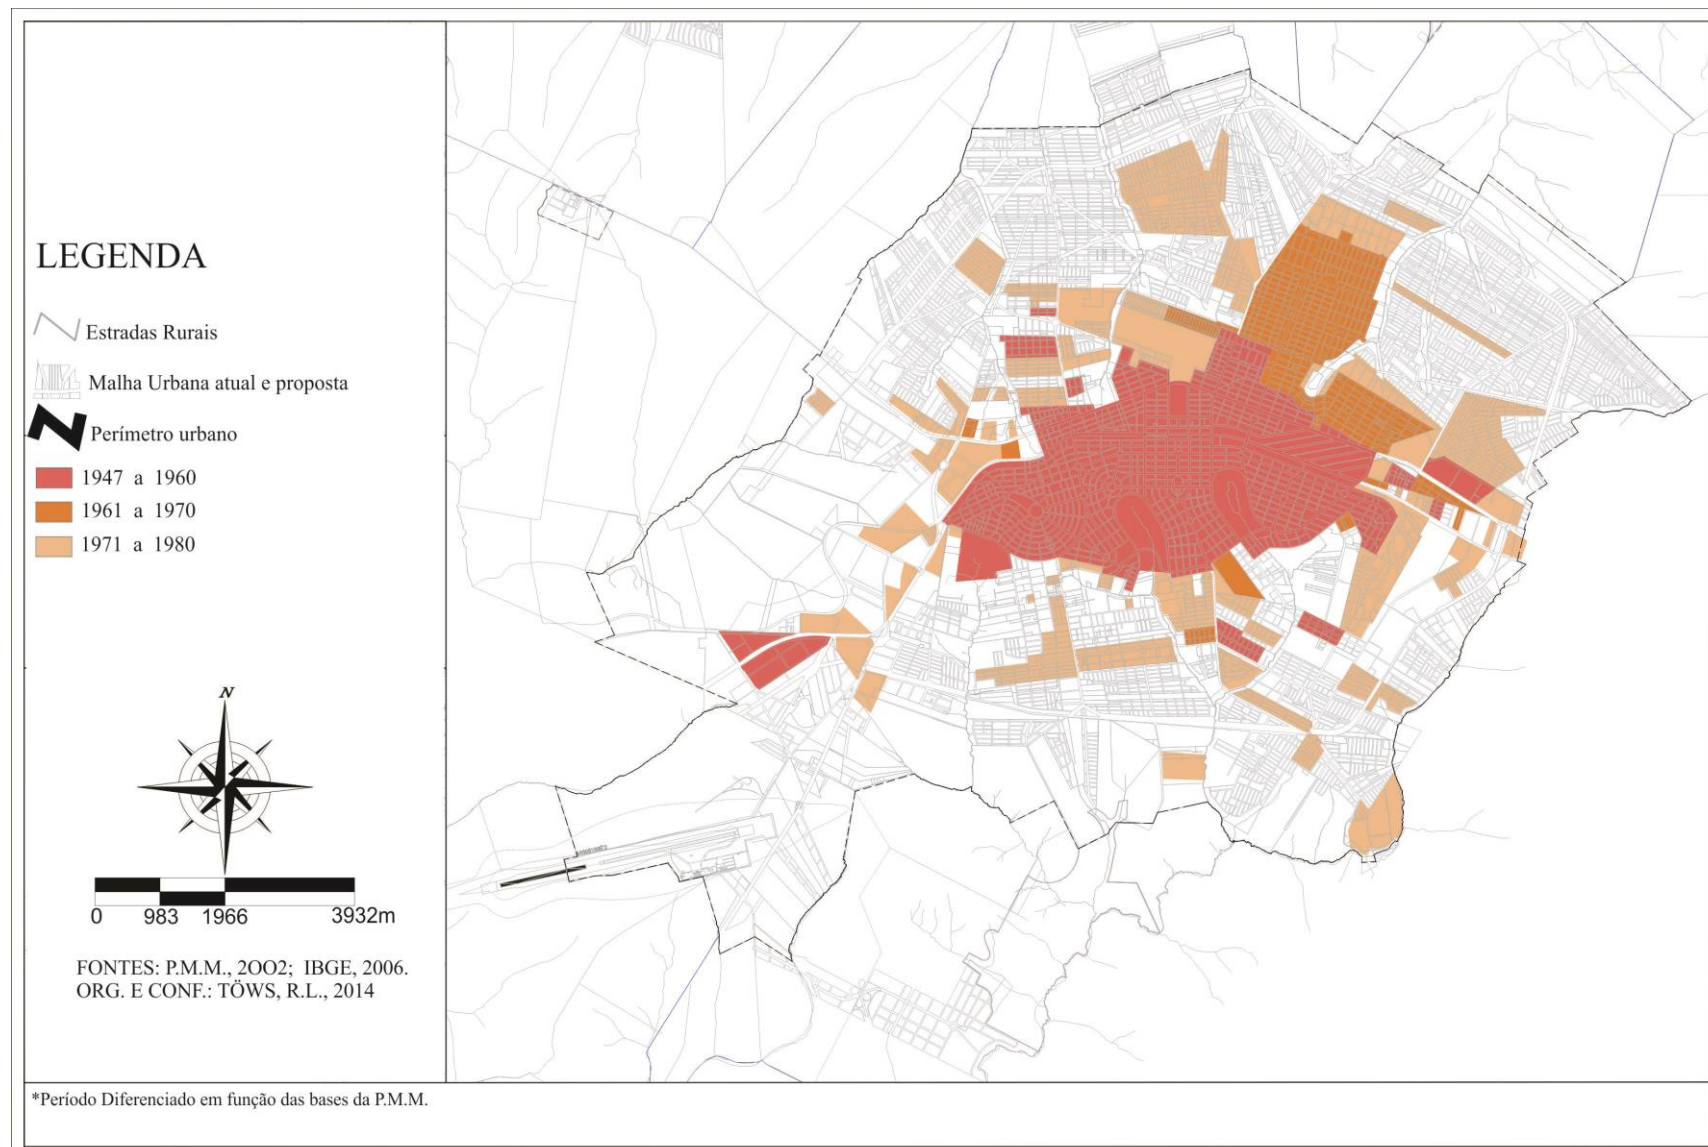 LEGENDA
Estradas Rurais
Malha Urbana atual e proposta
Perímetro urbano
1947 a 1960
1961 a 1970
1971 a 1980
N
0 983 1966 3932m
FONTES: P.M.M., 2OO2; IBGE, 2006.
ORG. E CONF.: TÖWS, R.L., 2014
*Período Diferenciado em função das bases da P.M.M.